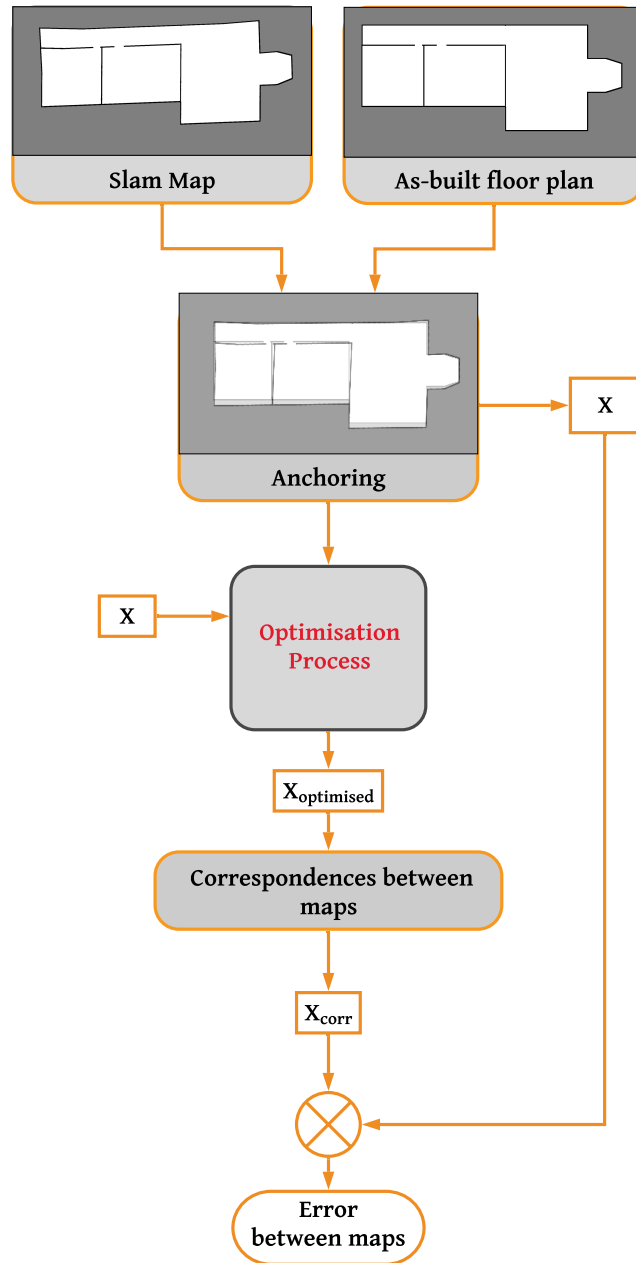 Slam Map
As-built floor plan
Anchoring
X
X
Optimisation
Process
Xoptimised
Correspondences between
maps
Xcorr
Error
between maps